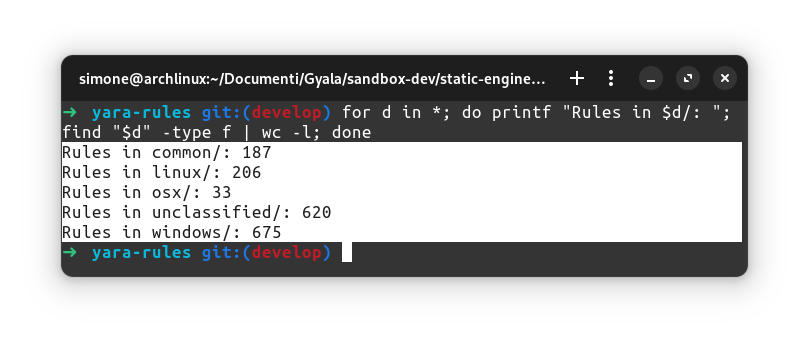 simone@archlinux:~/Documenti/Gyala/sandbox-dev/static-engine...
➜ yara-rules git:(develop) for d in *; do printf "Rules in $d/: ";
find "$d" -type f | wc -l; done
Rules in common/: 187
Rules in linux/: 206
Rules in osx/: 33
Rules in unclassified/: 620
Rules in windows/: 675
➜ yara-rules git:(develop)